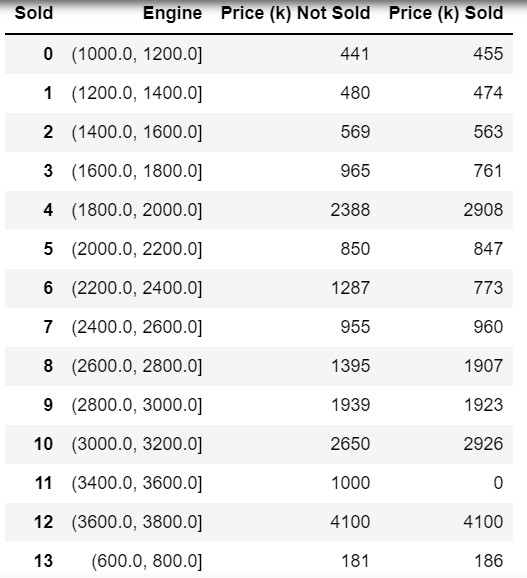 Sold Engine Price (k) Not Sold Price (k) Sold
0 (1000.0, 1200.0] 441 455
1 (1200.0, 1400.0] 480 474
2 (1400.0, 1600.0] 569 563
3 (1600.0, 1800.0] 965 761
4 (1800.0, 2000.0] 2388 2908
5 (2000.0, 2200.0] 850 847
6 (2200.0, 2400.0] 1287 773
7 (2400.0, 2600.0] 955 960
8 (2600.0, 2800.0] 1395 1907
9 (2800.0, 3000.0] 1939 1923
10 (3000.0, 3200.0] 2650 2926
11 (3400.0, 3600.0] 1000 0
12 (3600.0, 3800.0] 4100 4100
13 (600.0, 800.0] 181 186